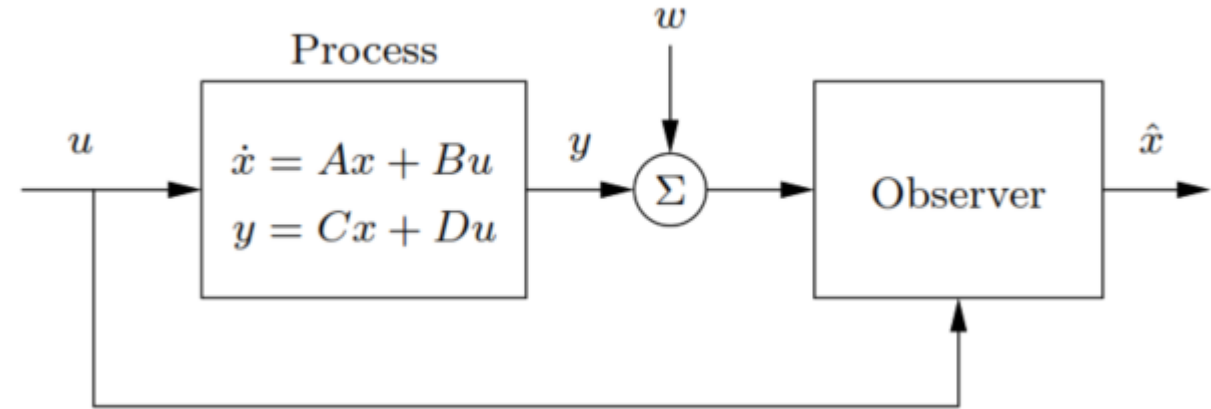 w
Process
u
ẋ = Ax + Bu
y = Cx + Du
y
Σ
Observer
x̂